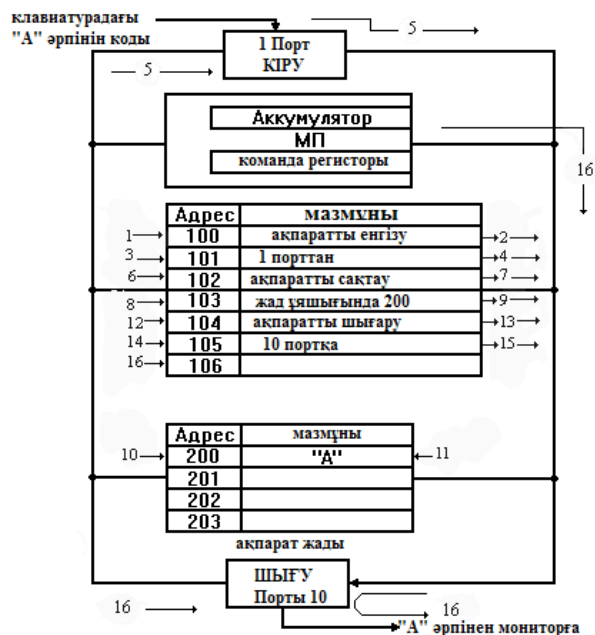 клавиатурадағы
"А" әрпінін коды
5
5
1 Порт
КІРУ
Аккумулятор
МП
команда регисторы
16
Адрес мазмұны
1 100 ақпаратты енгізу 2
3 101 1 порттан 4
6 102 ақпаратты сақтау 7
8 103 жад ұяшығында 200 9
12 104 ақпаратты шығару 13
14 105 10 портқа 15
16 106
Адрес мазмұны
10 200 "А" 11
201
202
203
ақпарат жады
ШЫҒУ
Порты 10
16
16
"А" әрпінен мониторға